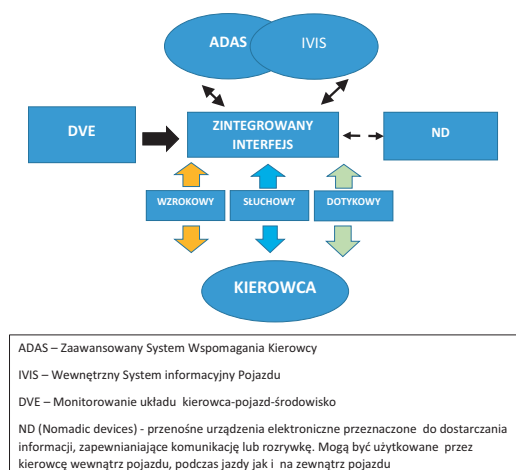 ADAS
IVIS
DVE
ZINTEGROWANY
INTERFEJS
ND
WZROKOWY
SŁUCHOWY
DOTYKOWY
KIEROWCA
ADAS – Zaawansowany System Wspomagania Kierowcy
IVIS – Wewnętrzny System informacyjny Pojazdu
DVE – Monitorowanie układu kierowca-pojazd-środowisko
ND (Nomadic devices) - przenośne urządzenia elektroniczne przeznaczone do dostarczania
informacji, zapewnianiające komunikację lub rozrywkę. Mogą być użytkowane przez
kierowcę wewnątrz pojazdu, podczas jazdy jak i na zewnątrz pojazdu